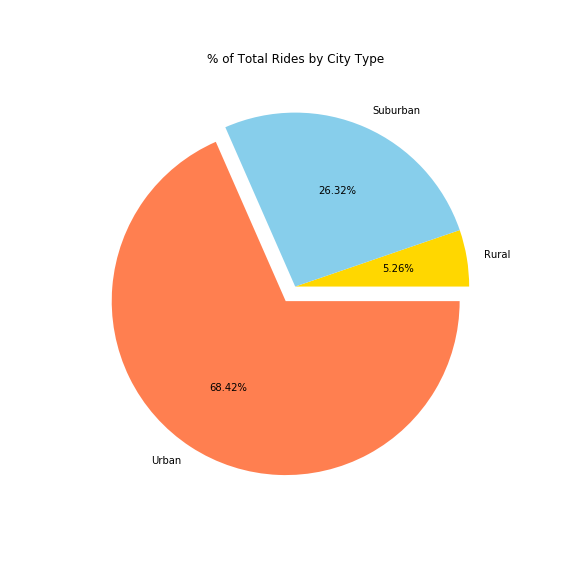 % of Total Rides by City Type
Suburban
26.32%
Rural
5.26%
68.42%
Urban